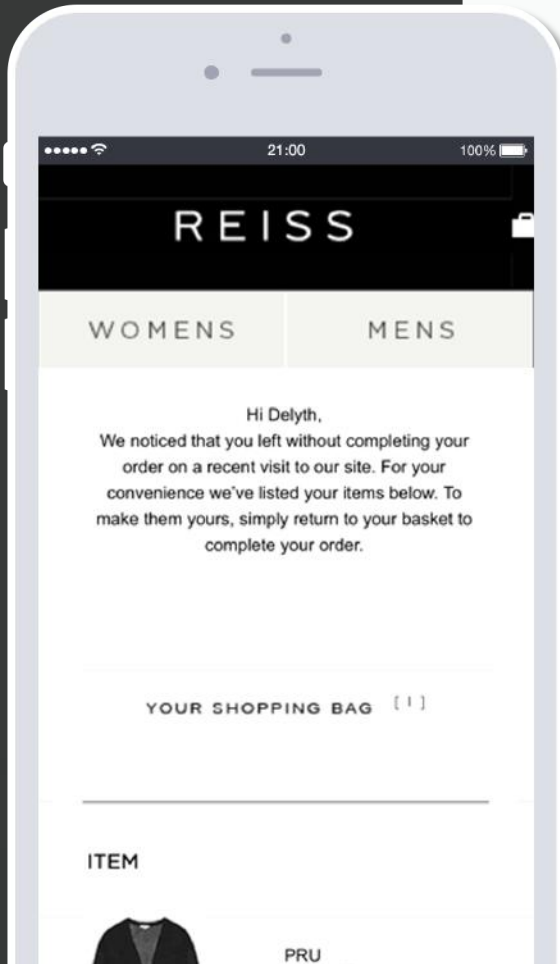 21:00 100%
REISS
WOMENS MENS
Hi Delyth,
We noticed that you left without completing your
order on a recent visit to our site. For your
convenience we've listed your items below. To
make them yours, simply return to your basket to
complete your order.
YOUR SHOPPING BAG [1]
ITEM
PRU